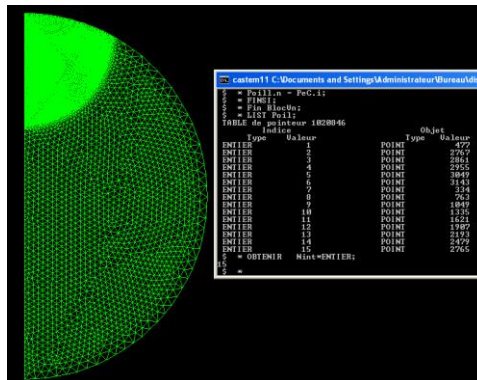 castem11 C:\Documents and Settings\Administrateur\Bureau\di
$ * Poill.n = PeC.i;
$ * FINSI;
$ * Fin BlocUn;
$ * LIST Poil;
TABLE de pointeur 1020046
Indice Objet
Type Valeur Type Valeur
ENTIER 1 POINT 477
ENTIER 2 POINT 2767
ENTIER 3 POINT 2861
ENTIER 4 POINT 2955
ENTIER 5 POINT 3049
ENTIER 6 POINT 3143
ENTIER 7 POINT 334
ENTIER 8 POINT 763
ENTIER 9 POINT 1049
ENTIER 10 POINT 1335
ENTIER 11 POINT 1621
ENTIER 12 POINT 1907
ENTIER 13 POINT 2193
ENTIER 14 POINT 2479
ENTIER 15 POINT 2765
$ * OBTENIR Nint*ENTIER;
15
$ *